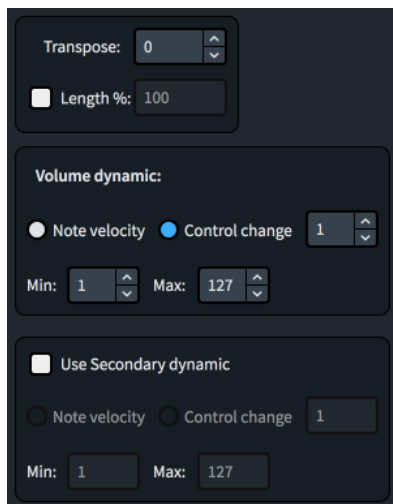 Transpose: 0
Length %: 100
Volume dynamic:
Note velocity Control change 1
Min: 1 Max: 127
Use Secondary dynamic
Note velocity Control change 1
Min: 1 Max: 127